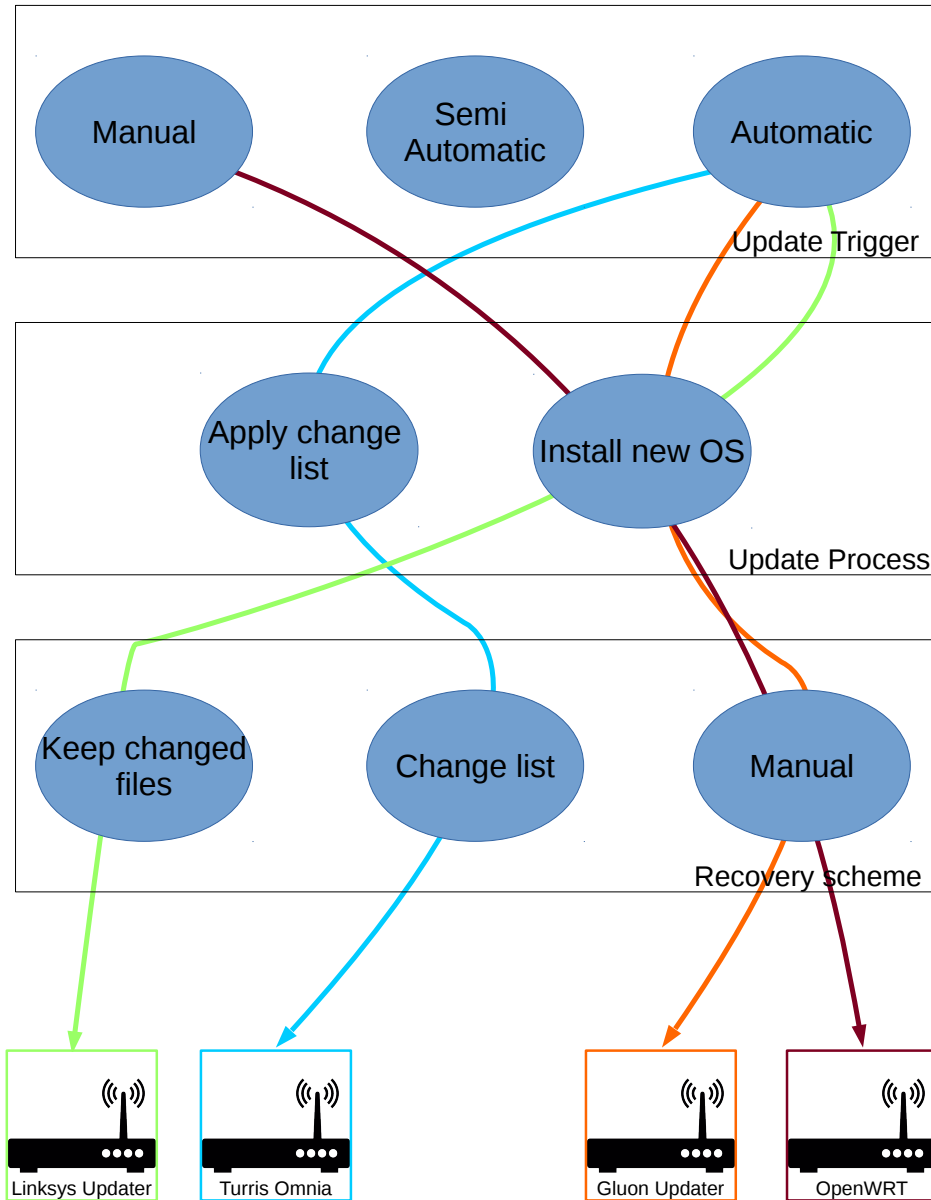 Manual
Semi
Automatic
Automatic
Update Trigger
Apply change
list
Install new OS
Update Process
Keep changed
files
Change list
Manual
Recovery scheme
Linksys Updater
Turris Omnia
Gluon Updater
OpenWRT